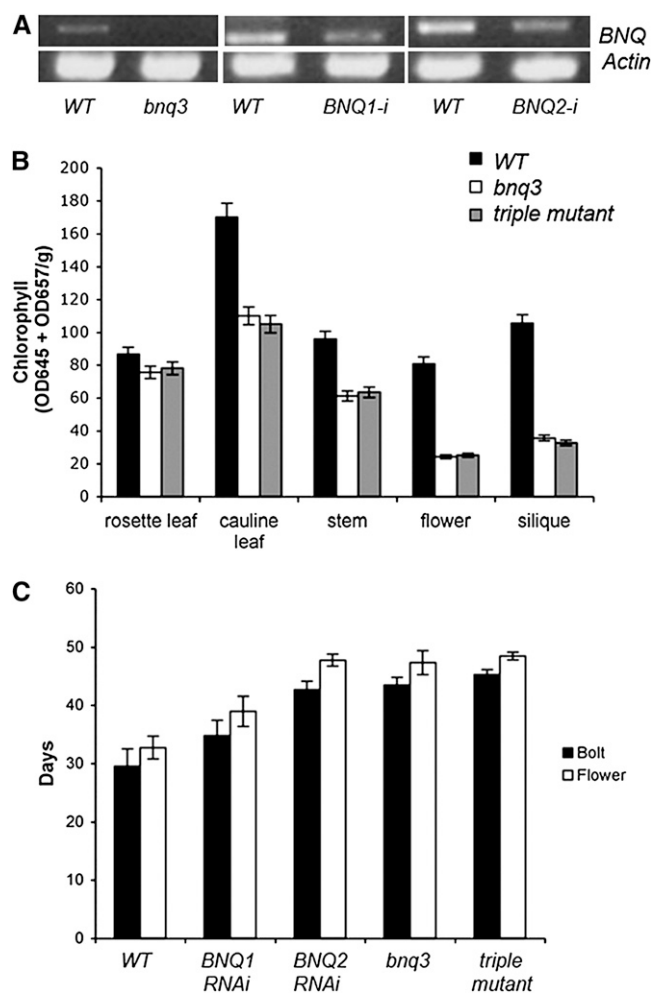 A
BNQ
Actin
WT bnq3 WT BNQ1-i WT BNQ2-i
B
WT
bnq3
triple mutant
Chlorophyll
(OD645 + OD657/g)
200
180
160
140
120
100
80
60
40
20
0
rosette leaf cauline leaf stem flower silique
C
Days
60
50
40
30
20
10
0
Bolt
Flower
WT BNQ1 BNQ2 bnq3 triple
RNAi RNAi mutant